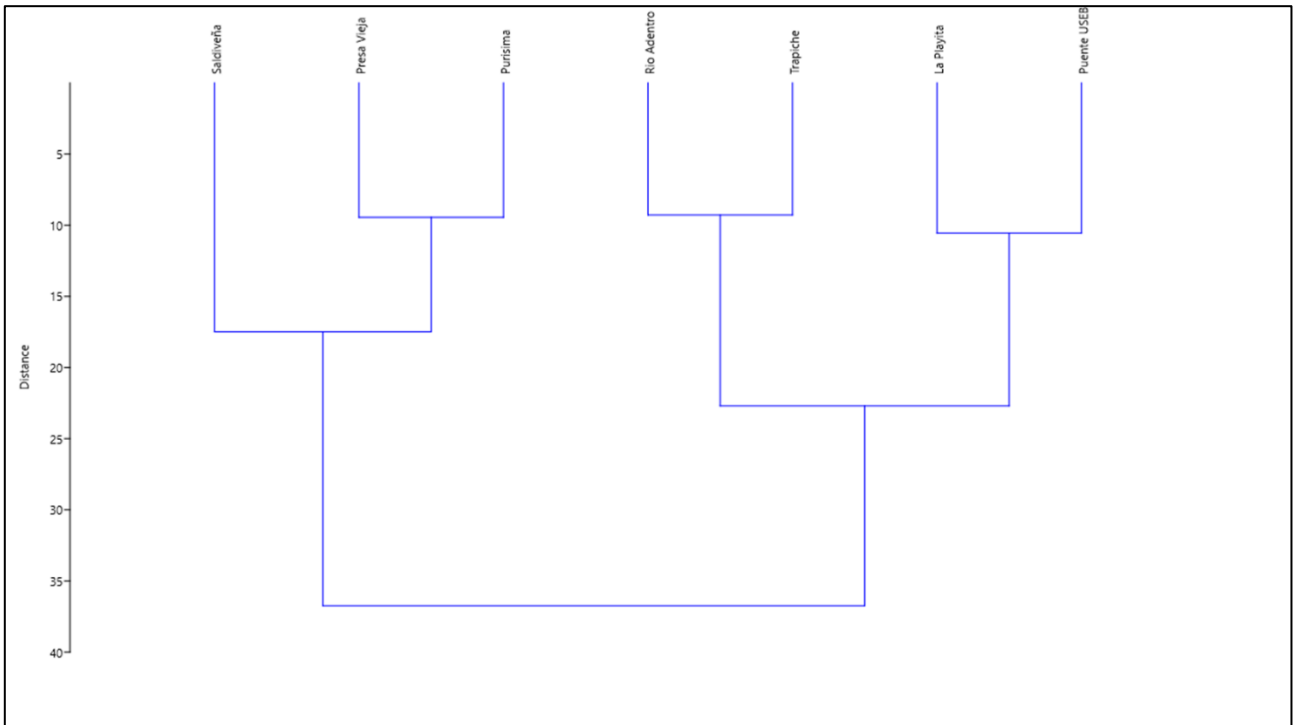 Saldiveña
Presa Vieja
Purisima
Rio Adentro
Trapiche
La Playita
Puente USEB
5
10
15
20
25
30
35
40
Distance